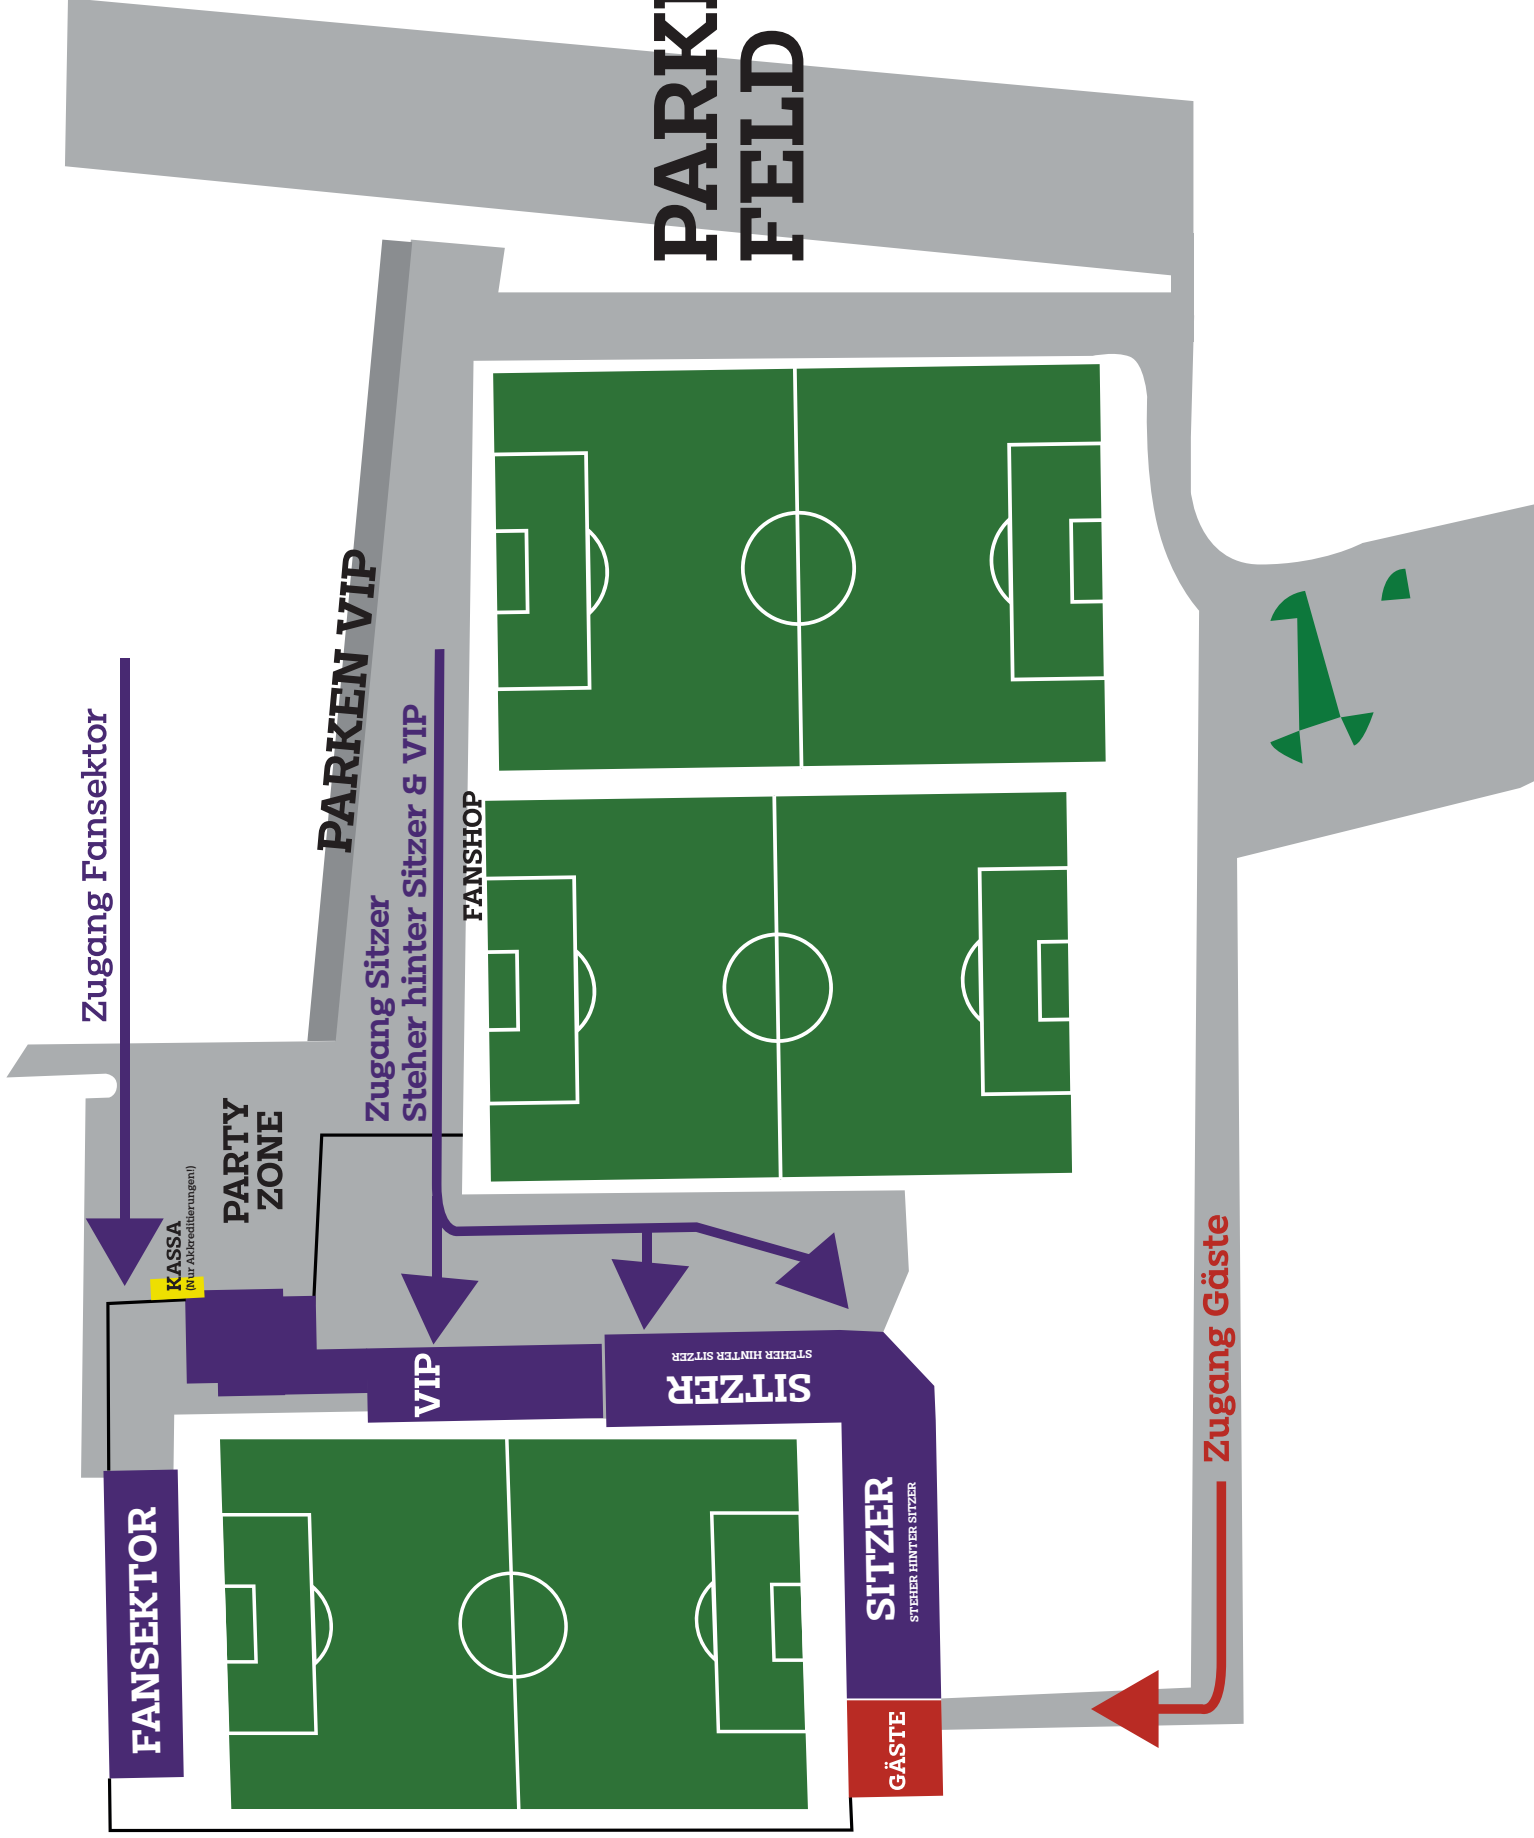 PARK
FELD
PARKEN VIP
Zugang Fansektor
Zugang Sitzer
Steher hinter Sitzer & VIP
FANSHOP
PARTY
ZONE
KASSA
(Nur Akkreditierungen!)
Zugang Gäste
VIP
STEHER HINTER SITZER
SITZER
SITZER
STEHER HINTER SITZER
FANSEKTOR
GÄSTE